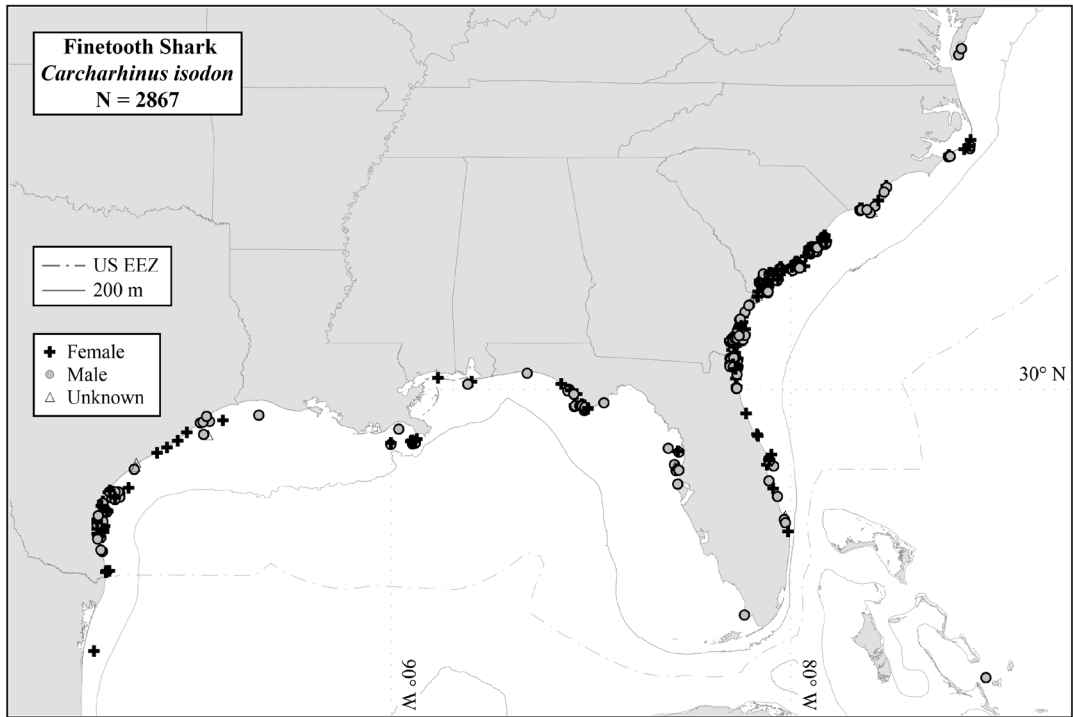 Finetooth Shark
Carcharhinus isodon
N = 2867
US EEZ
200 m
Female
Male
Unknown
30° N
90° W
80° W